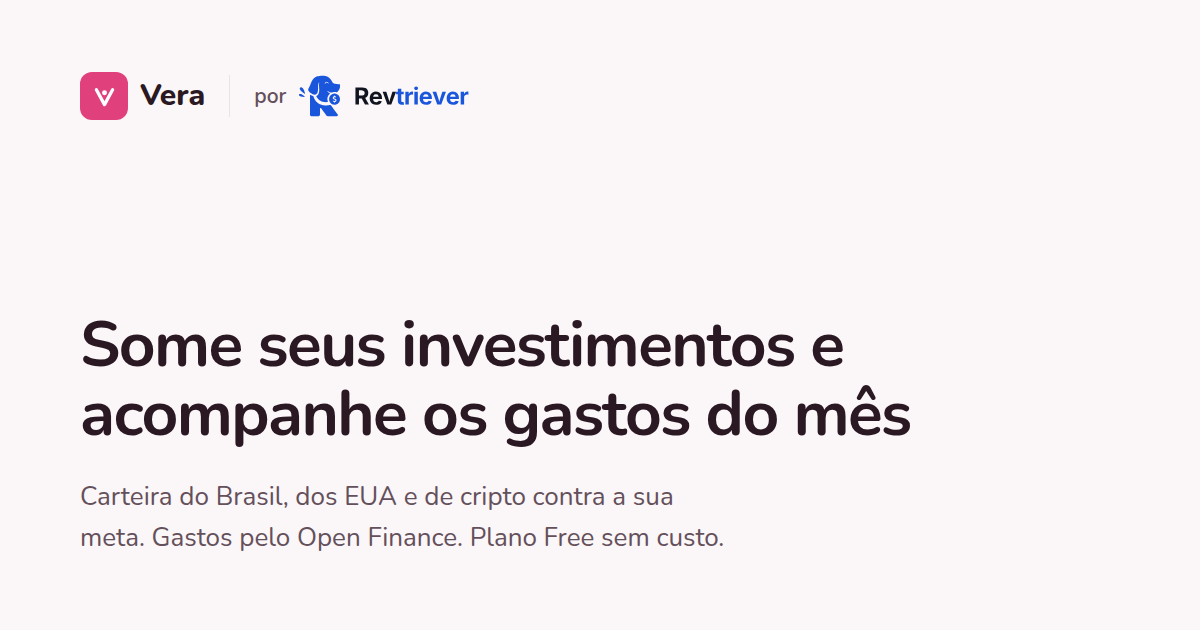 Vera
por Revtriever
Some seus investimentos e
acompanhe os gastos do mês
Carteira do Brasil, dos EUA e de cripto contra a sua
meta. Gastos pelo Open Finance. Plano Free sem custo.